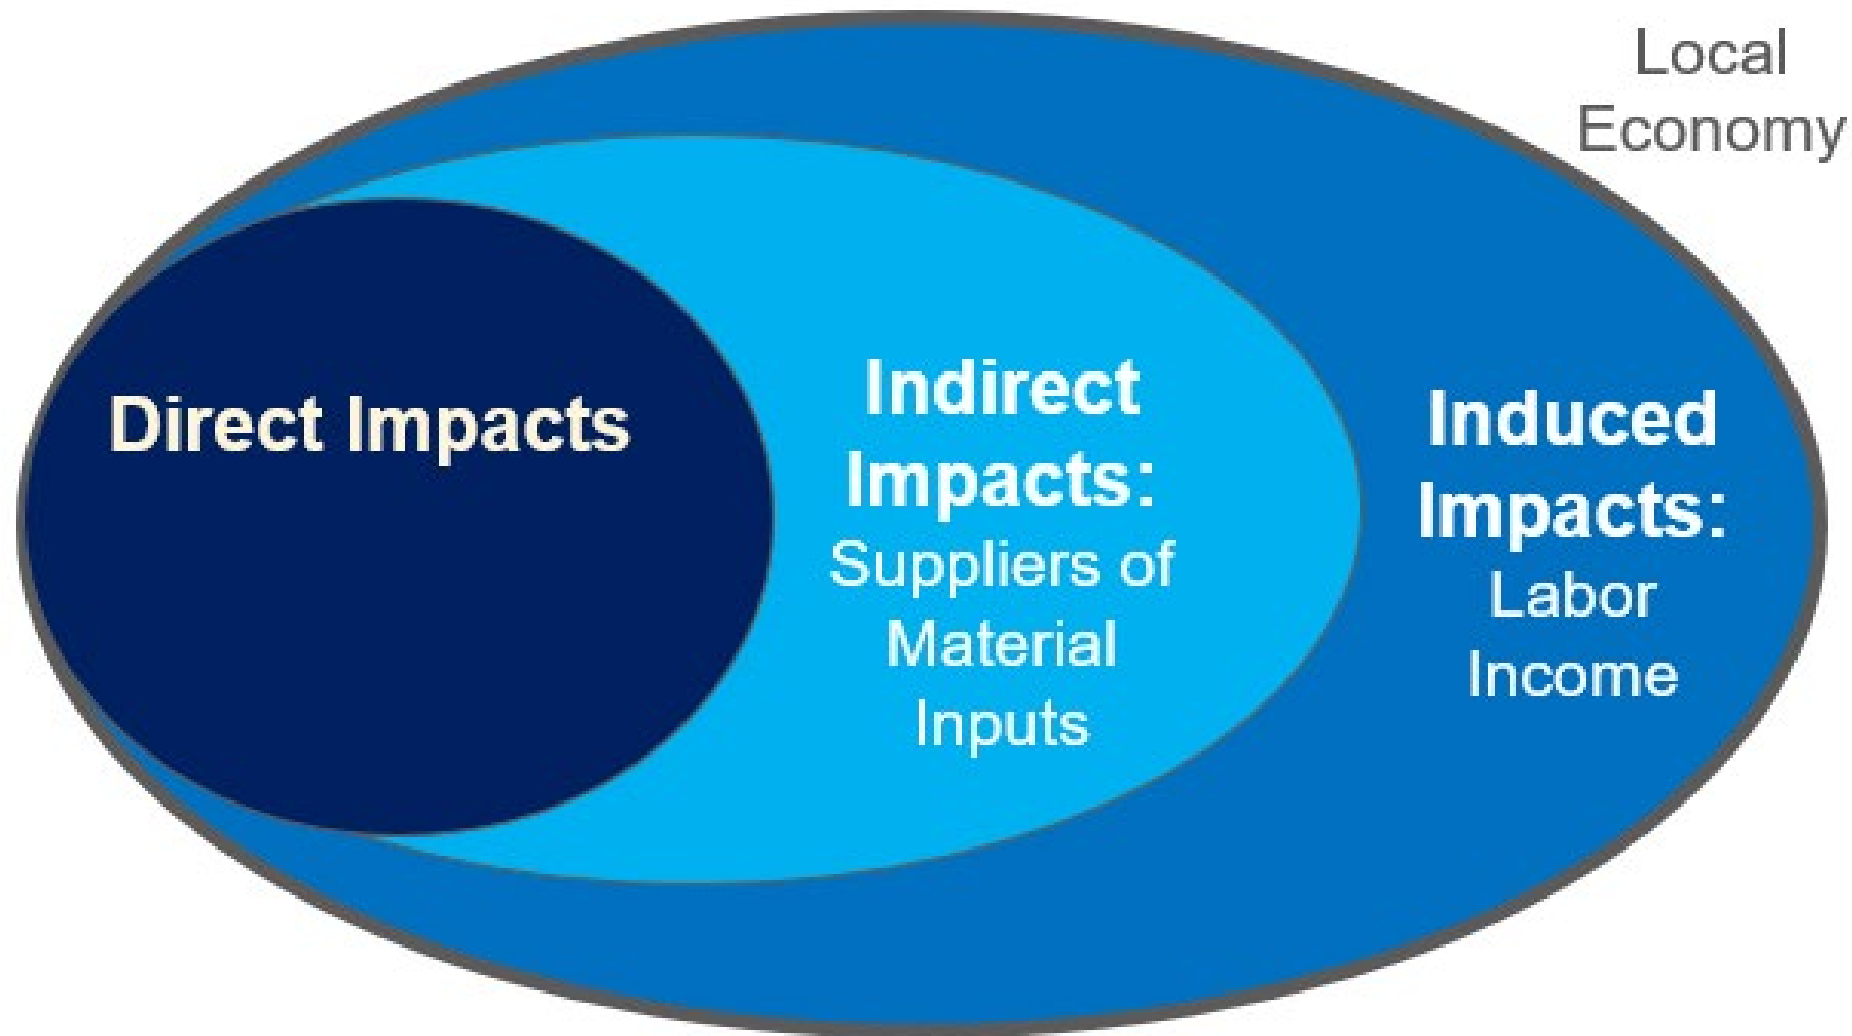 Local
Economy
Direct Impacts
Indirect
Impacts:
Suppliers of
Material
Inputs
Induced
Impacts:
Labor
Income